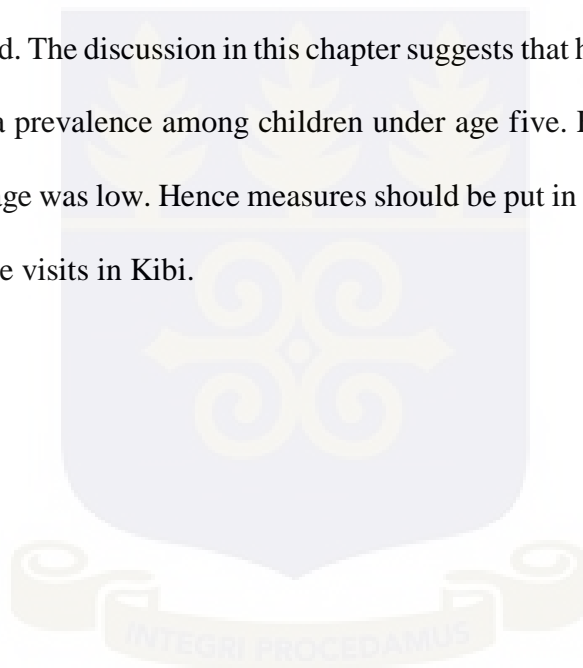 d. The discussion in this chapter suggests that h
a prevalence among children under age five. I
age was low. Hence measures should be put in
e visits in Kibi.
INTEGRI PROCEDAMUS